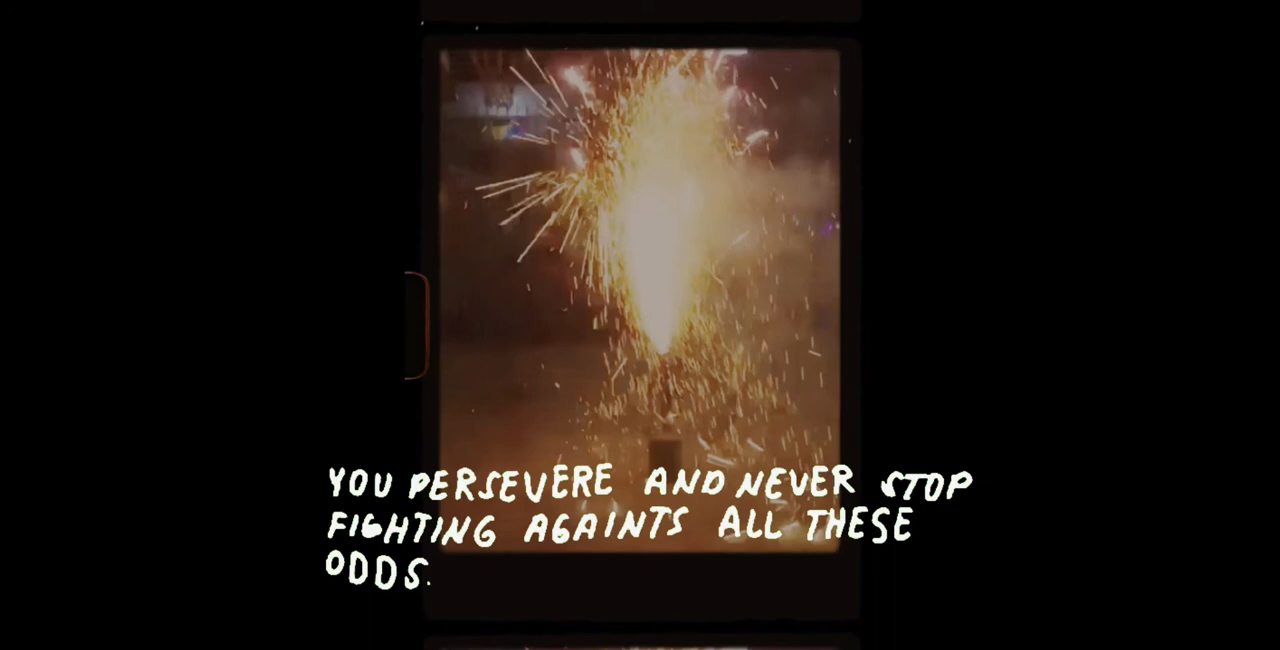 YOU PERSEVERE AND NEVER STOP
FIGHTING AGAINTS ALL THESE
ODDS.